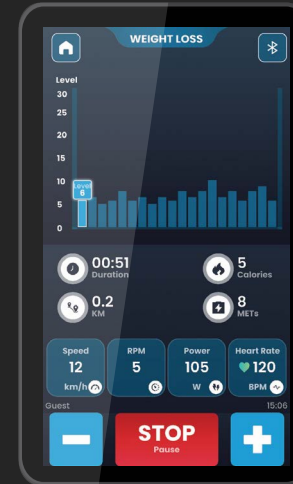 WEIGHT LOSS
Level
30
25
20
15
10
5
0
Level
6
00:51
Duration
5
Calories
0.2
KM
8
METs
Speed
12
km/h
RPM
5
Power
105
W
Heart Rate
120
BPM
Guest
15:06
STOP
Pause